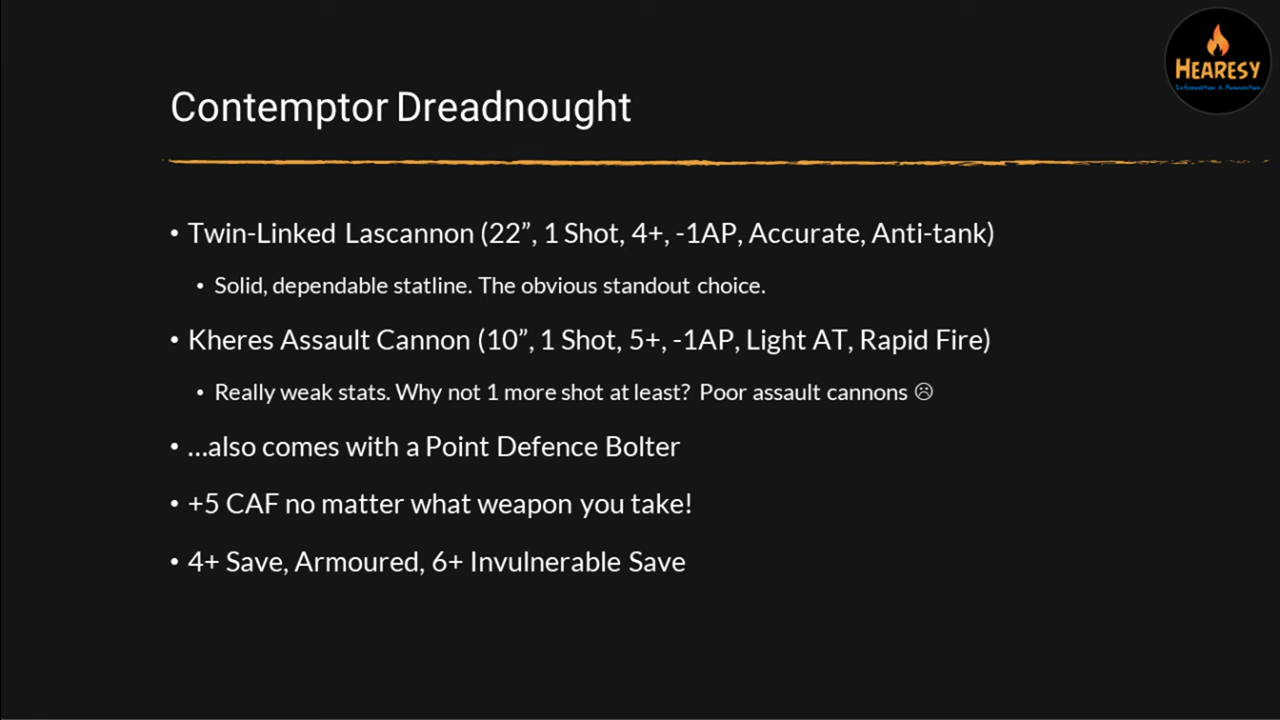 HEARESY
Information & Ammunition
Contemptor Dreadnought
• Twin-Linked Lascannon (22”, 1 Shot, 4+, -1AP, Accurate, Anti-tank)
• Solid, dependable statline. The obvious standout choice.
• Kheres Assault Cannon (10”, 1 Shot, 5+, -1AP, Light AT, Rapid Fire)
• Really weak stats. Why not 1 more shot at least? Poor assault cannons ☹
• …also comes with a Point Defence Bolter
• +5 CAF no matter what weapon you take!
• 4+ Save, Armoured, 6+ Invulnerable Save